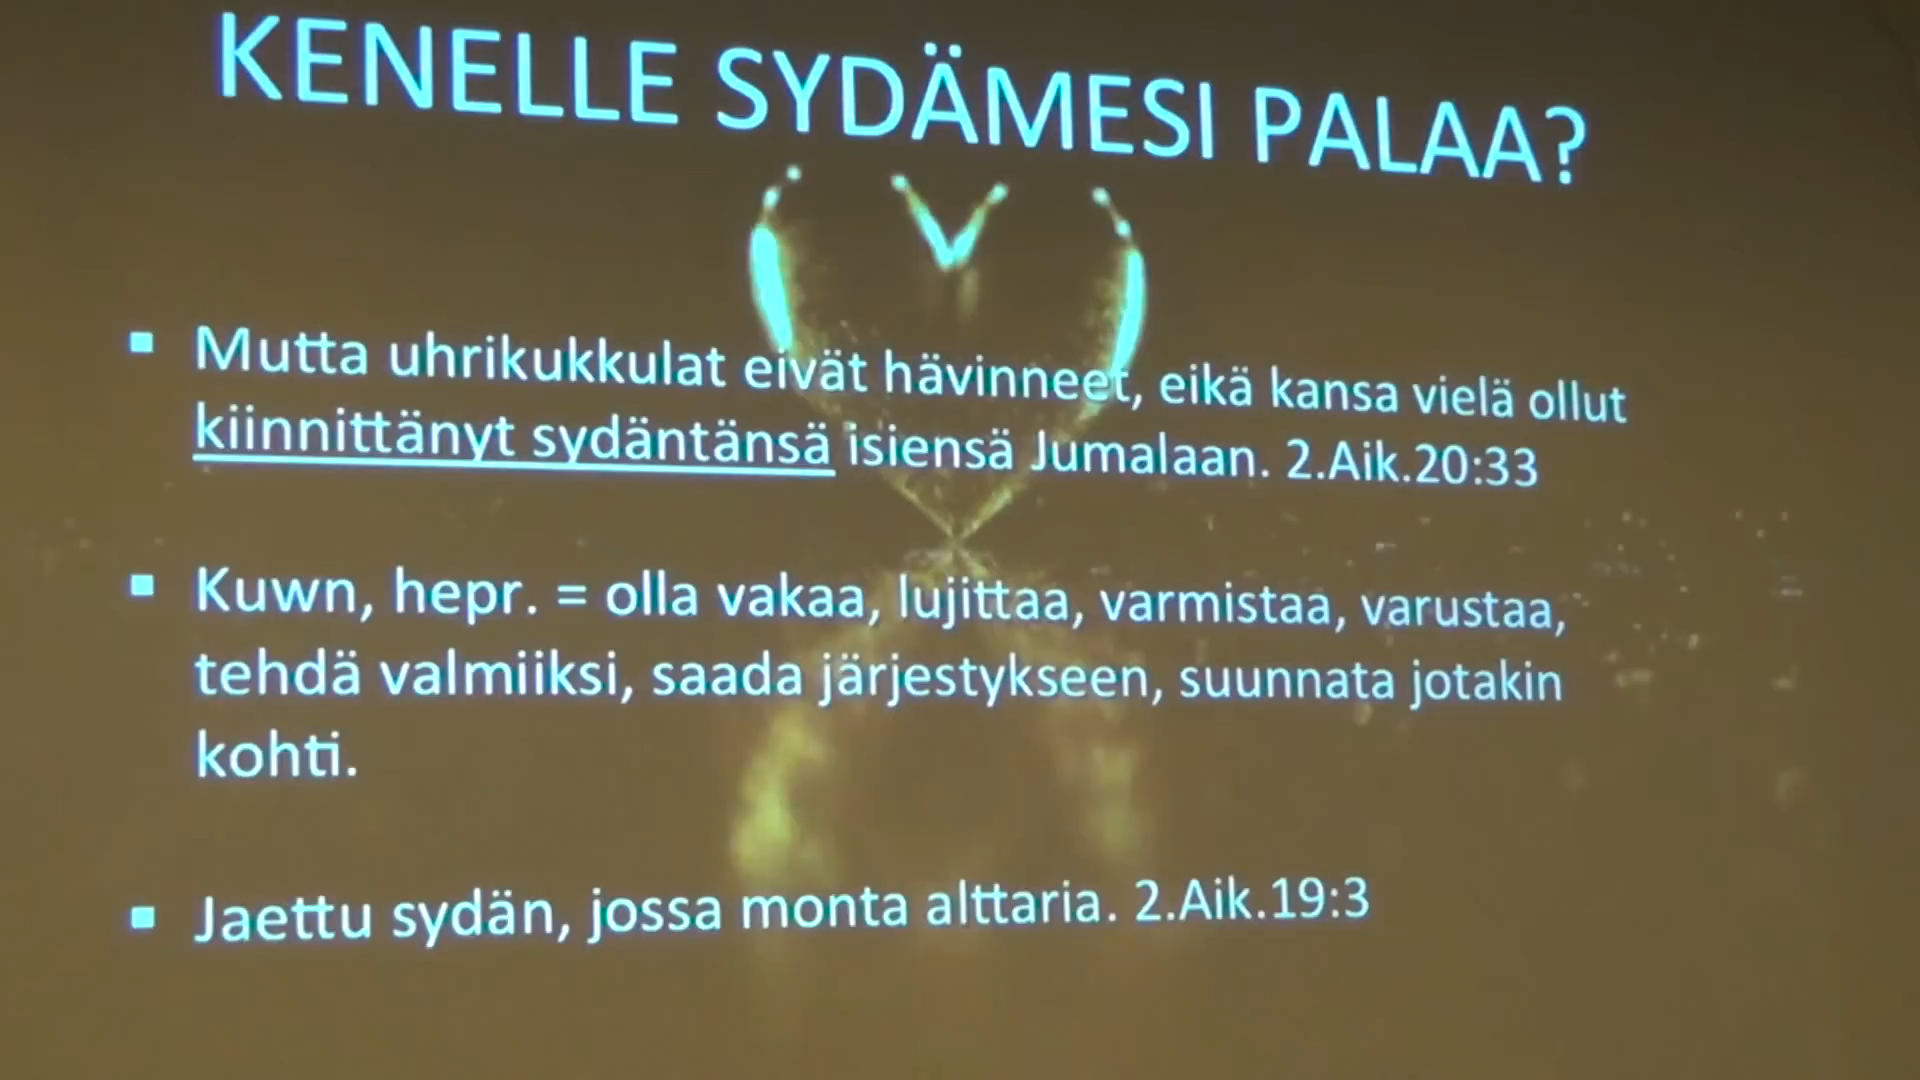 KENELLE SYDÄMESI PALAA?
▪ Mutta uhrikukkulat eivät hävinneet, eikä kansa vielä ollut
kiinnittänyt sydäntänsä isiensä Jumalaan. 2.Aik.20:33
▪ Kuwn, hepr. = olla vakaa, lujittaa, varmistaa, varustaa,
tehdä valmiiksi, saada järjestykseen, suunnata jotakin
kohti.
▪ Jaettu sydän, jossa monta alttaria. 2.Aik.19:3